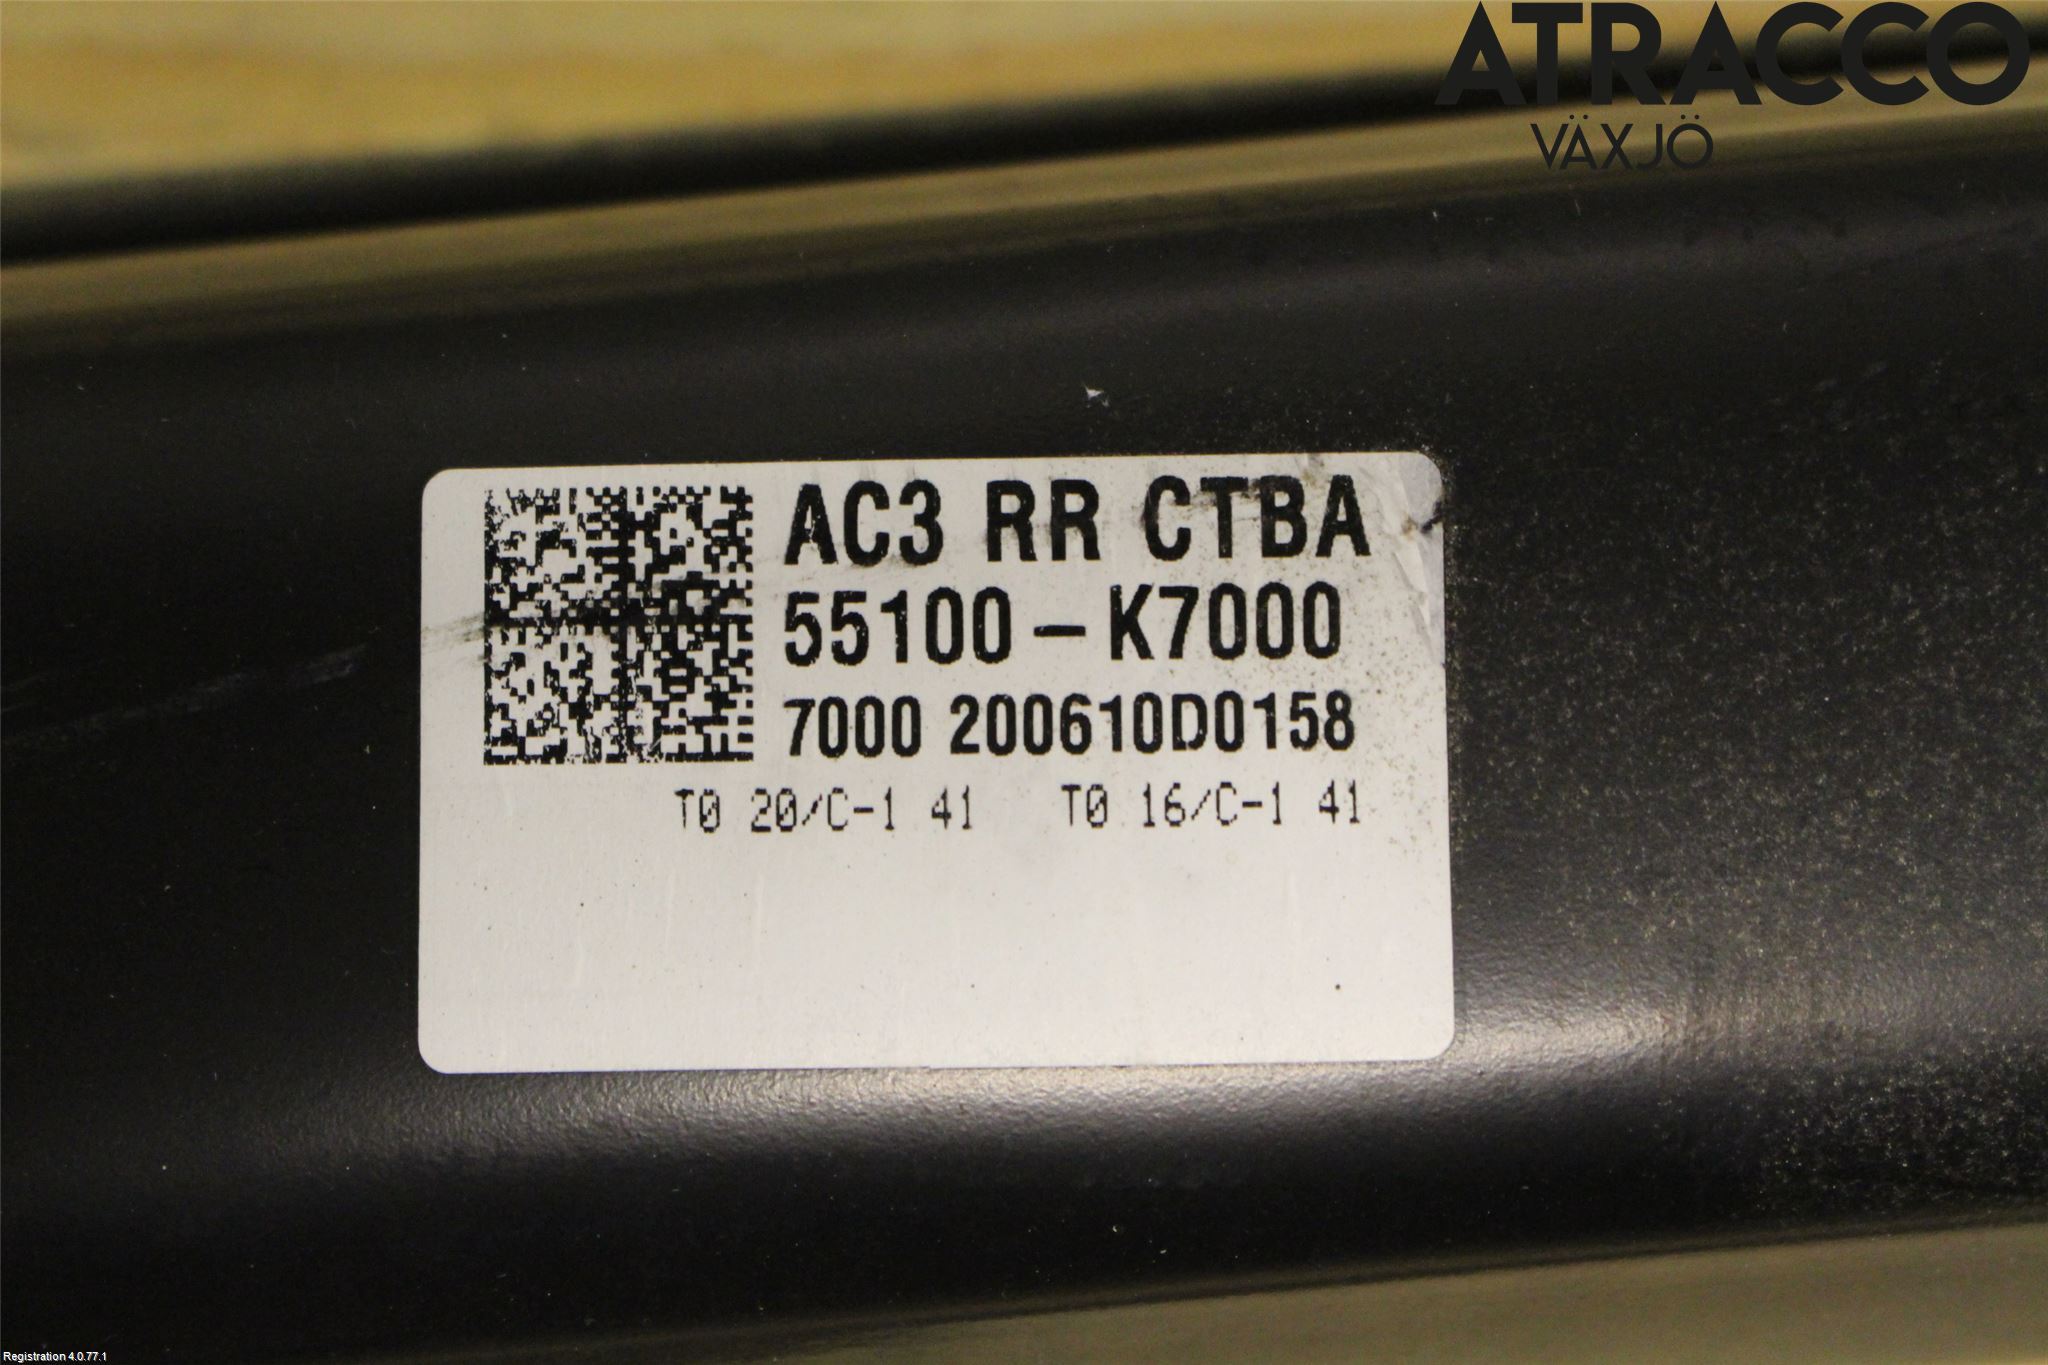 ATRACCO
VÄXJÖ
AC3 RR CTBA
55100-K7000
7000 200610D0158
T0 20/C-1 41 T0 16/C-1 41
Registration 4.0.77.1